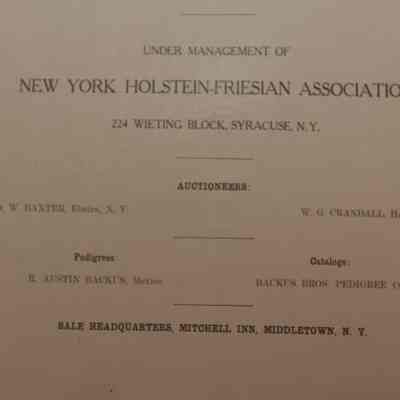 UNDER MANAGEMENT OF
NEW YORK HOLSTEIN-FRIESIAN ASSOCIATIO
224 WIETING BLOCK, SYRACUSE, N.Y.
AUCTIONEERS:
W. BAXTER, Elmira, N. Y.
W. G. CRANDALL, H
Pedigrees
Catalogs:
R. AUSTIN BACKUS, Mexico
BACKUS BROS. PEDIGREE
SALE HEADQUARTERS, MITCHELL INN, MIDDLETOWN, N. Y.